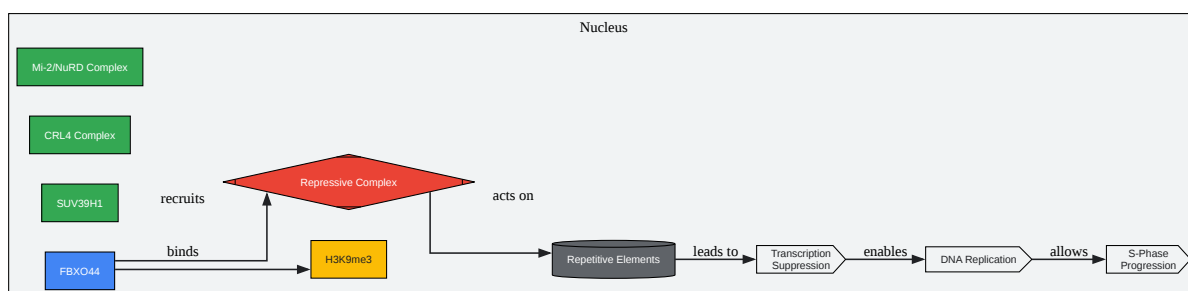 Nucleus
Mi-2/NuRD Complex
CRL4 Complex
SUV39H1
recruits
Repressive Complex
acts on
FBXO44
binds
H3K9me3
Repetitive Elements
leads to
Transcription
Suppression
enables
DNA Replication
allows
S-Phase
Progression